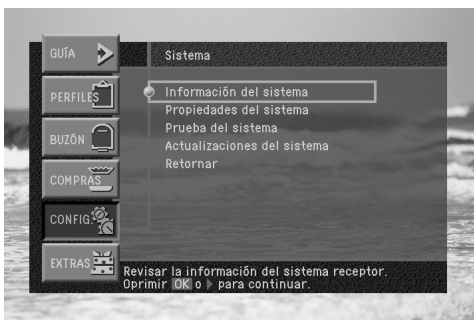 GUÍA
Sistema
PERFILES
Información del sistema
Propiedades del sistema
BUZÓN
Prueba del sistema
Actualizaciones del sistema
COMPRAS
Retornar
CONFIG.
EXTRAS
Revisar la información del sistema receptor.
Oprimir OK o ▶ para continuar.